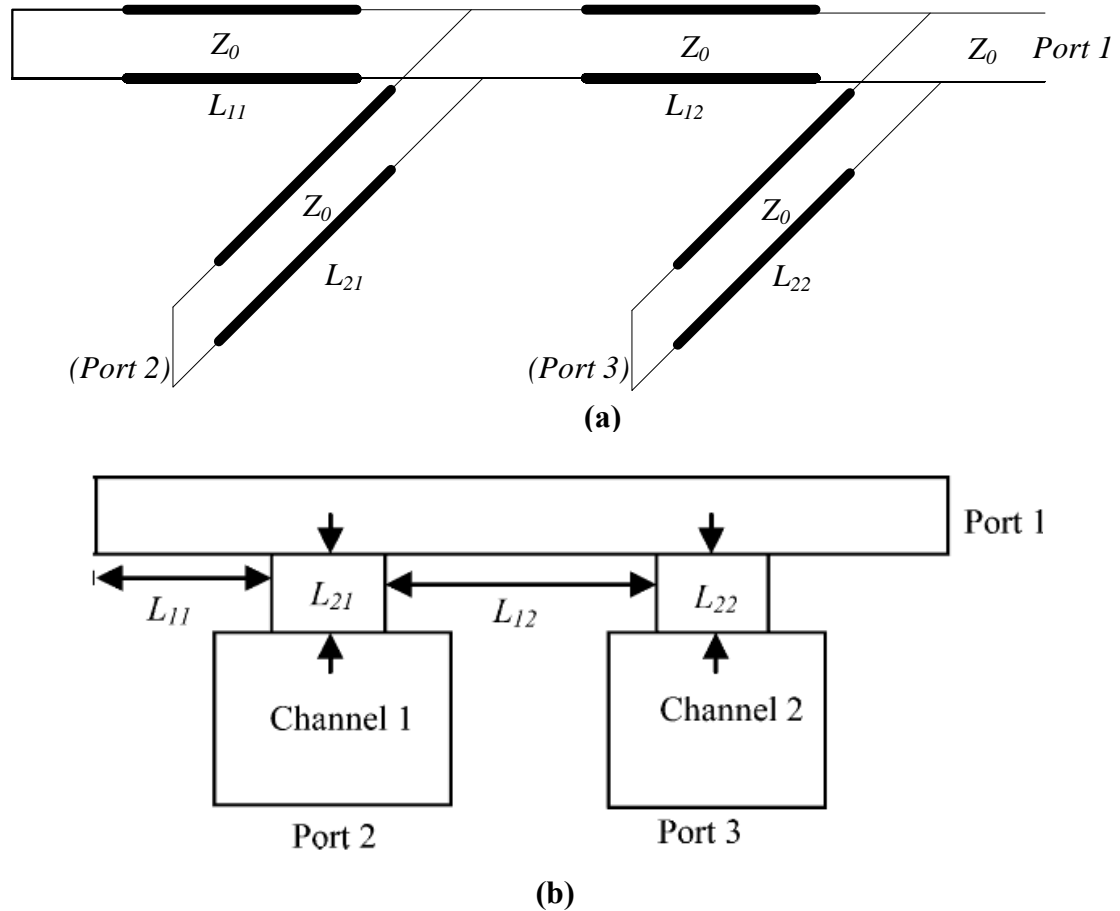 Z0 Z0 Z0 Port 1
L11 L12
Z0 Z0
L21 L22
(Port 2) (Port 3)
(a)
Port 1
L11 L21 L12 L22
Channel 1 Channel 2
Port 2 Port 3
(b)